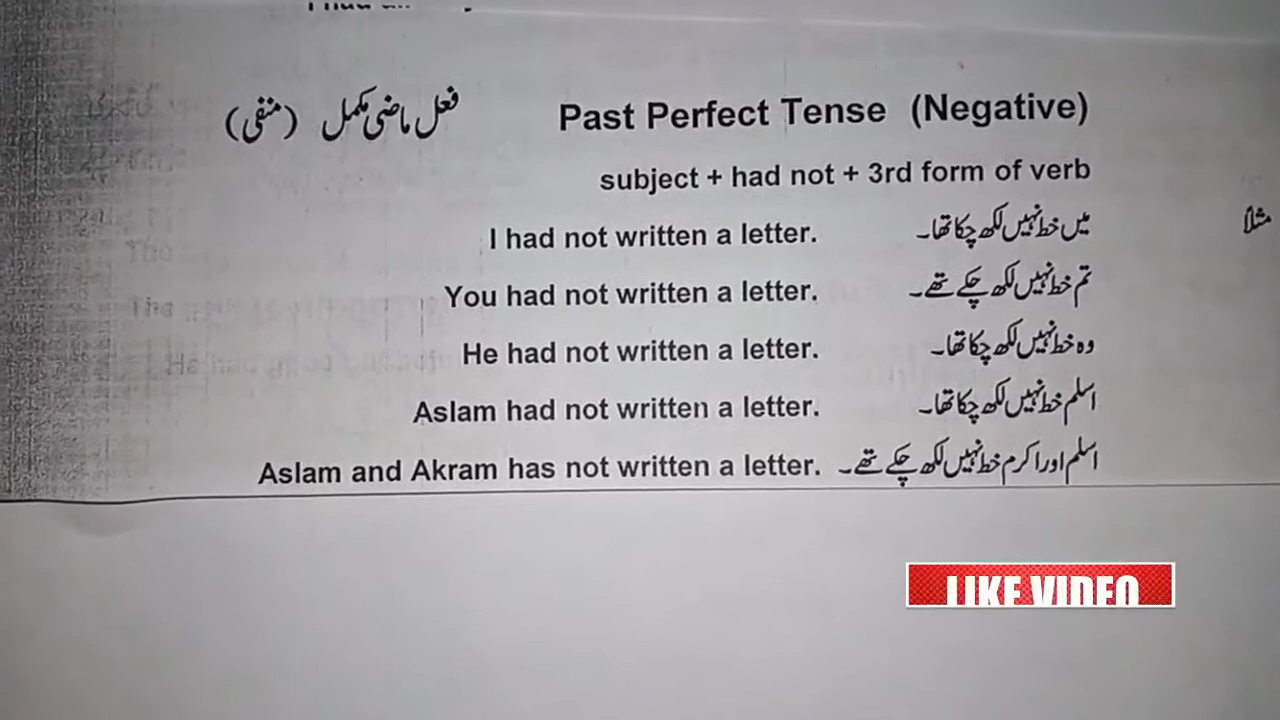 Past Perfect Tense (Negative) فعل ماضی مکمل (منفی)
subject + had not + 3rd form of verb
مثلاً میں خط نہیں لکھ چکا تھا۔ I had not written a letter.
تم خط نہیں لکھ چکے تھے۔ You had not written a letter.
وہ خط نہیں لکھ چکا تھا۔ He had not written a letter.
اسلم خط نہیں لکھ چکا تھا۔ Aslam had not written a letter.
اسلم اور اکرم خط نہیں لکھ چکے تھے۔ Aslam and Akram has not written a letter.
LIKE VIDEO